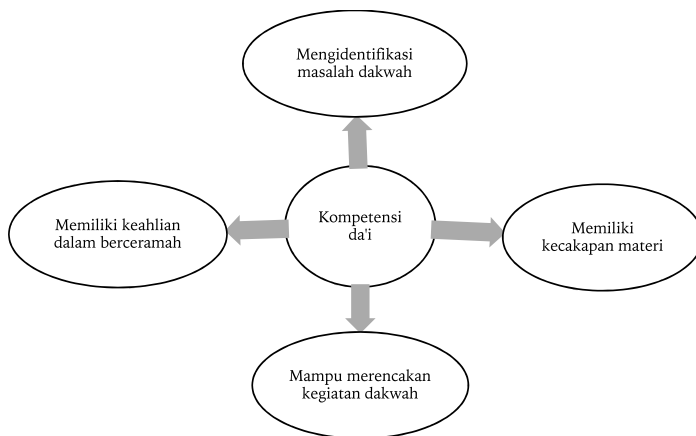 Mengidentifikasi
masalah dakwah
Memiliki keahlian
dalam berceramah
Kompetensi
da'i
Memiliki
kecakapan materi
Mampu merencakan
kegiatan dakwah